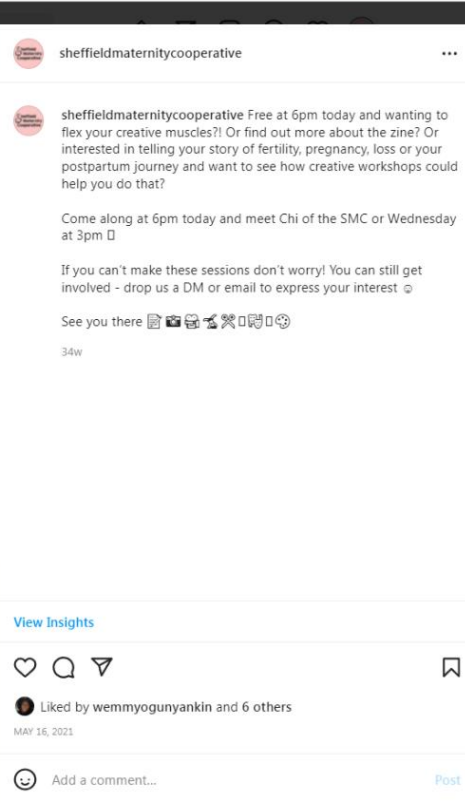 sheffieldmaternitycooperative
sheffieldmaternitycooperative Free at 6pm today and wanting to
flex your creative muscles?! Or find out more about the zine? Or
interested in telling your story of fertility, pregnancy, loss or your
postpartum journey and want to see how creative workshops could
help you do that?
Come along at 6pm today and meet Chi of the SMC or Wednesday
at 3pm
If you can't make these sessions don't worry! You can still get
involved - drop us a DM or email to express your interest
See you there
34w
View Insights
Liked by wemmyogunyankin and 6 others
MAY 16, 2021
Add a comment...
Post